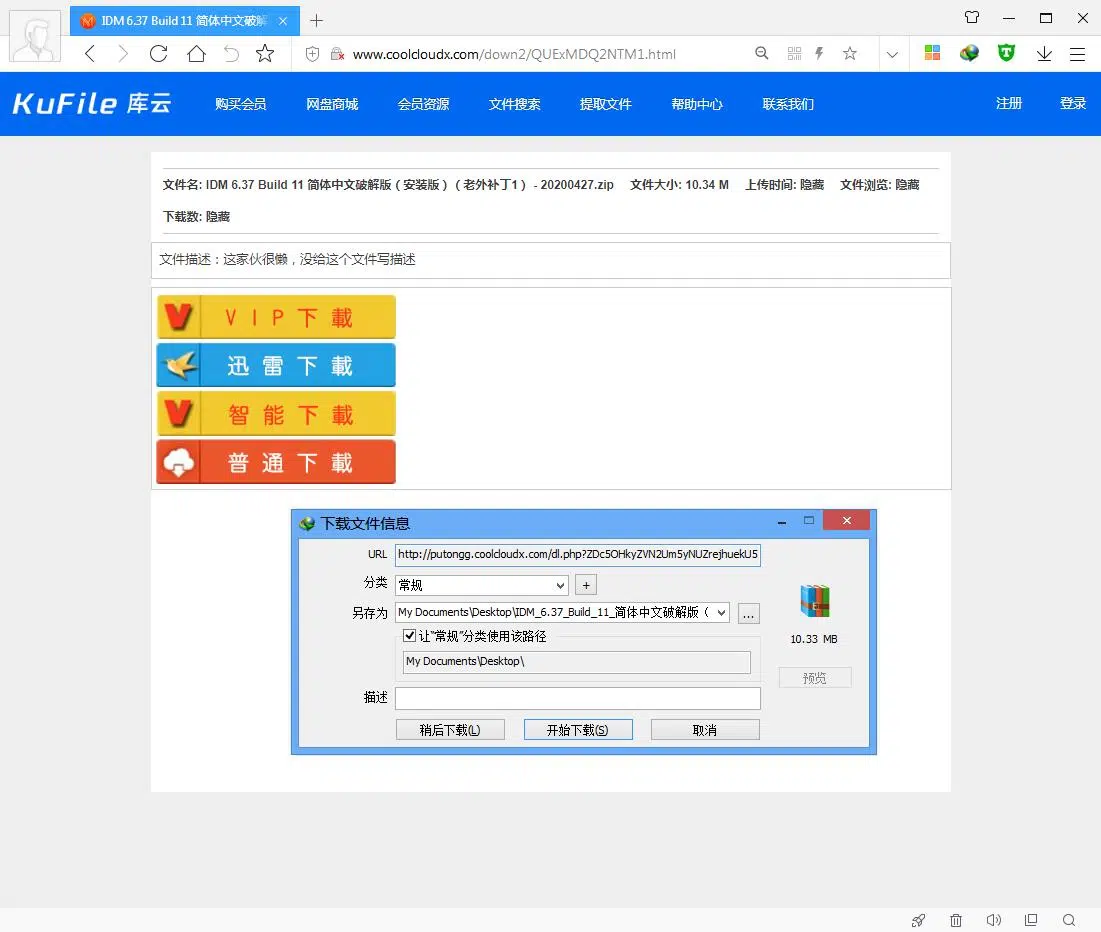 IDM 6.37 Build 11 简体中文破解
www.coolcloudx.com/down2/QUExMDQ2NTM1.html
KuFile 库云 购买会员 网盘商城 会员资源 文件搜索 提取文件 帮助中心 联系我们 注册 登录
文件名: IDM 6.37 Build 11 简体中文破解版（安装版）（老外补丁1） - 20200427.zip 文件大小: 10.34 M 上传时间: 隐藏 文件浏览: 隐藏
下载数: 隐藏
文件描述：这家伙很懒，没给这个文件写描述
V VIP下載
迅雷下載
V 智能下載
普通下載
下载文件信息
URL http://putongg.coolcloudx.com/dl.php?ZDc5OHkyZVN2Um5yNUZrejhuekU5
分类 常规 +
另存为 My Documents\Desktop\IDM_6.37_Build_11_简体中文破解版（ ...
让"常规"分类使用该路径
10.33 MB
My Documents\Desktop\
预览
描述
稍后下载(L) 开始下载(S) 取消